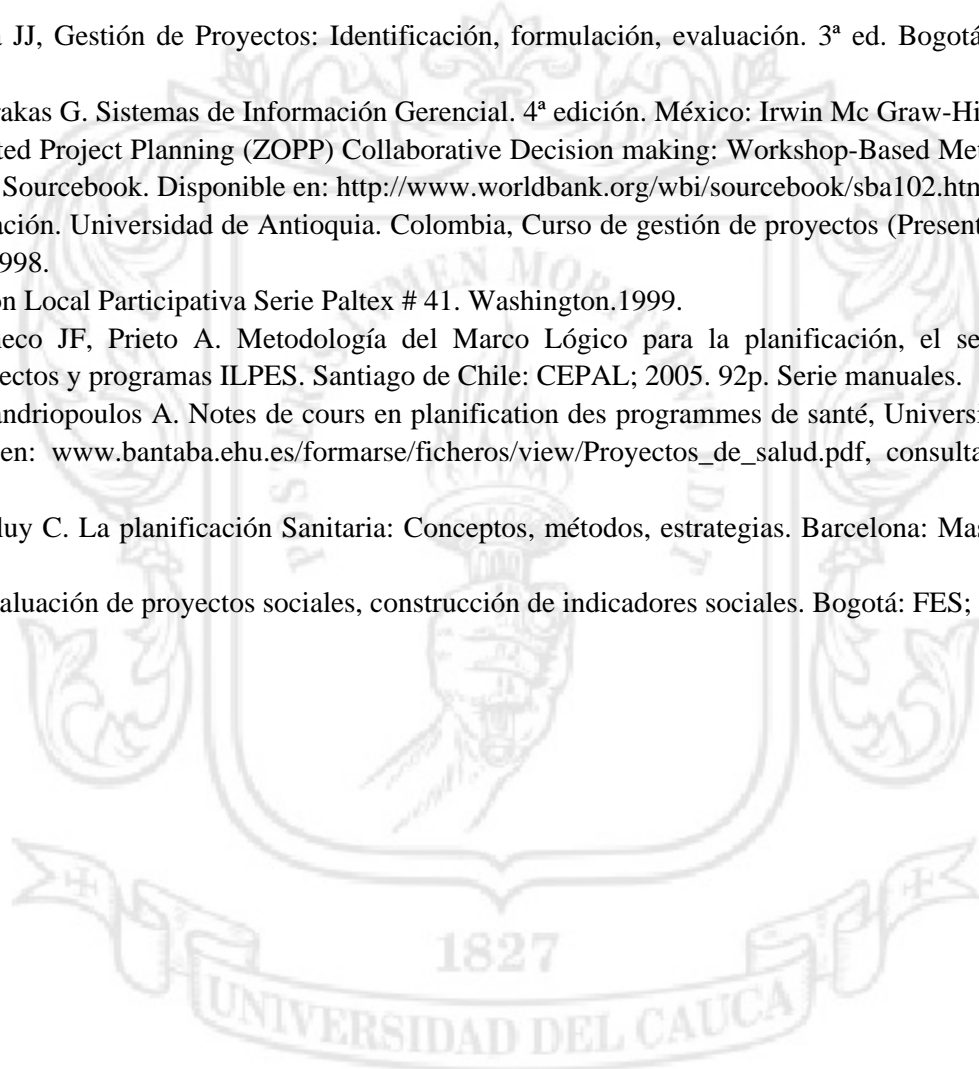 JJ, Gestión de Proyectos: Identificación, formulación, evaluación. 3ª ed. Bogotá
rakas G. Sistemas de Información Gerencial. 4ª edición. México: Irwin Mc Graw-Hi
ted Project Planning (ZOPP) Collaborative Decision making: Workshop-Based Met
Sourcebook. Disponible en: http://www.worldbank.org/wbi/sourcebook/sba102.htm
ación. Universidad de Antioquia. Colombia, Curso de gestión de proyectos (Present
998.
ón Local Participativa Serie Paltex # 41. Washington.1999.
eco JF, Prieto A. Metodología del Marco Lógico para la planificación, el se
ectos y programas ILPES. Santiago de Chile: CEPAL; 2005. 92p. Serie manuales.
andriopoulos A. Notes de cours en planification des programmes de santé, Universi
en: www.bantaba.ehu.es/formarse/ficheros/view/Proyectos_de_salud.pdf, consulta
luy C. La planificación Sanitaria: Conceptos, métodos, estrategias. Barcelona: Mas
aluación de proyectos sociales, construcción de indicadores sociales. Bogotá: FES;
1827
UNIVERSIDAD DEL CAUCA